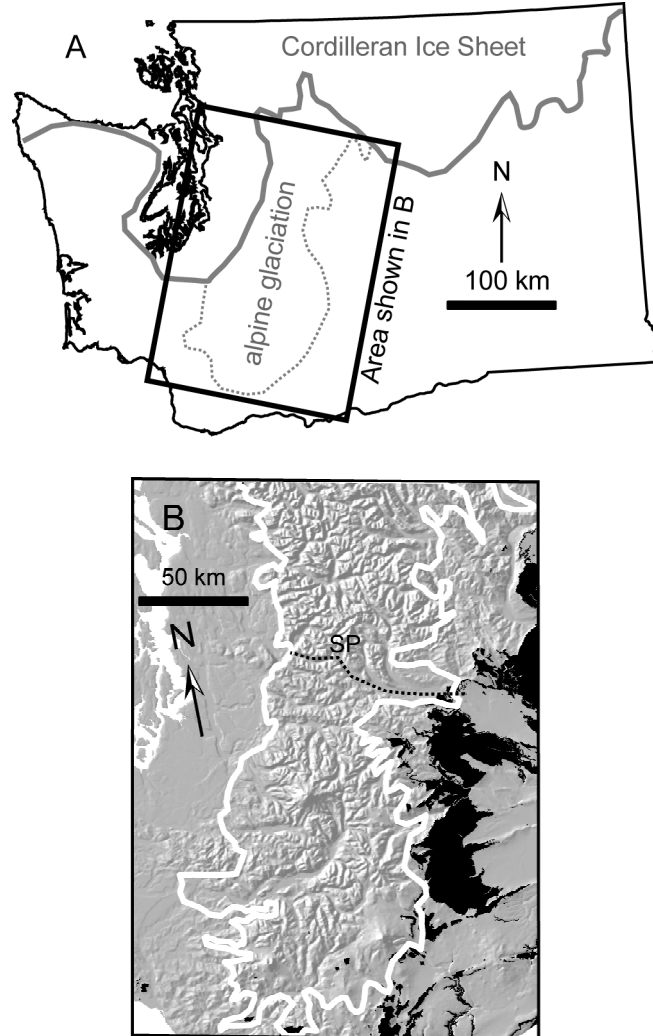 A
Cordilleran Ice Sheet
N
100 km
alpine glaciation
Area shown in B
B
50 km
N
SP